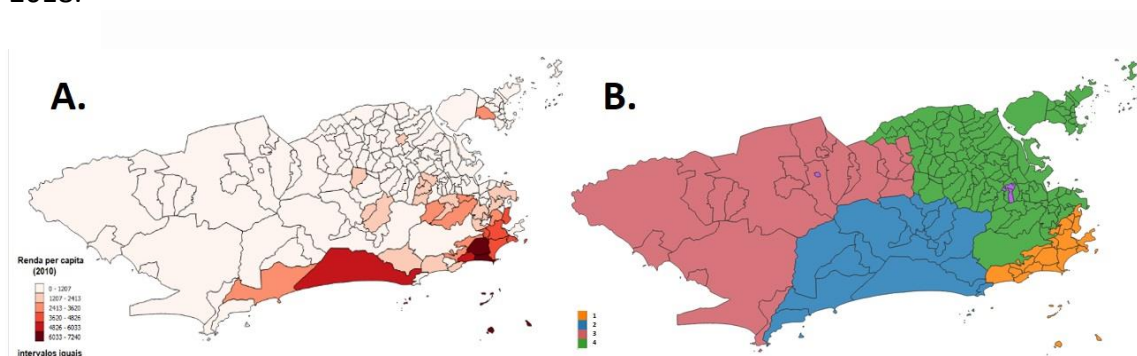 2018.
A.
B.
Renda per capita
(2010)
0 - 1207
1207 - 2413
2413 - 3620
3620 - 4826
4826 - 6033
6033 - 7240
intervalos iguais
1
2
3
4